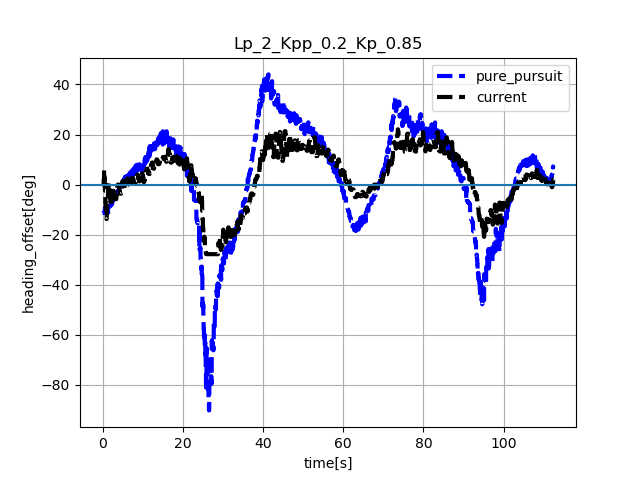 Lp_2_Kpp_0.2_Kp_0.85
pure_pursuit
current
heading_offset[deg]
40
20
0
−20
−40
−60
−80
0 20 40 60 80 100
time[s]